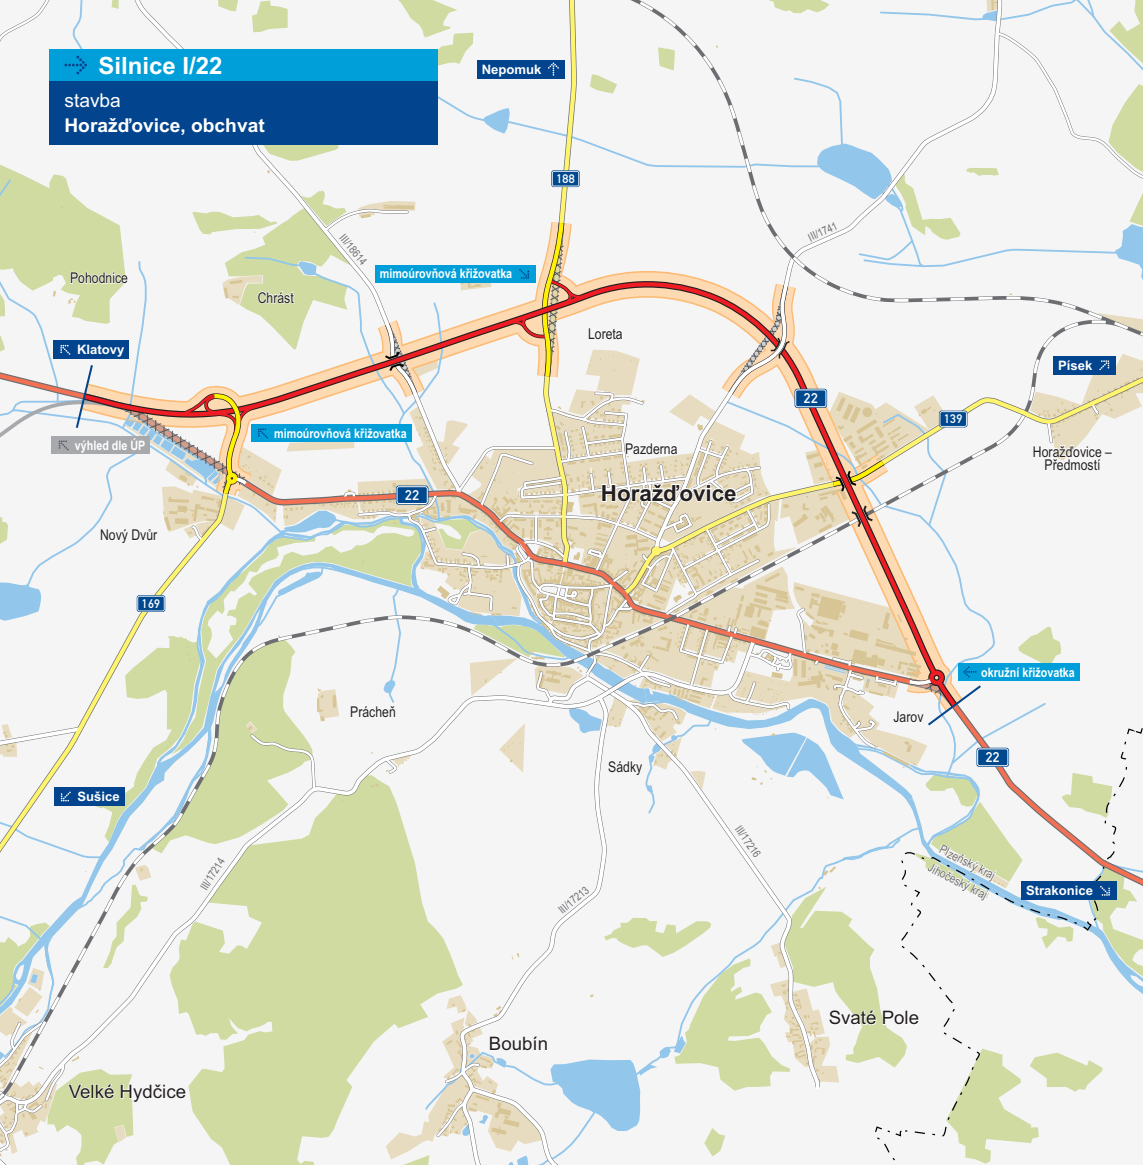 Silnice I/22
stavba
Horažďovice, obchvat
Nepomuk
188
III/18614
III/1741
mimoúrovňová křižovatka
Pohodnice
Chrást
Loreta
Klatovy
Písek
22
139
mimoúrovňová křižovatka
výhled dle ÚP
Pazderna
Horažďovice –
Předmostí
22
Horažďovice
Nový Dvůr
169
okružní křižovatka
Prácheň
Jarov
22
Sádky
Sušice
III/17214
III/17216
Plzeňský kraj
Jihočeský kraj
Strakonice
III/17213
Svaté Pole
Boubín
Velké Hydčice